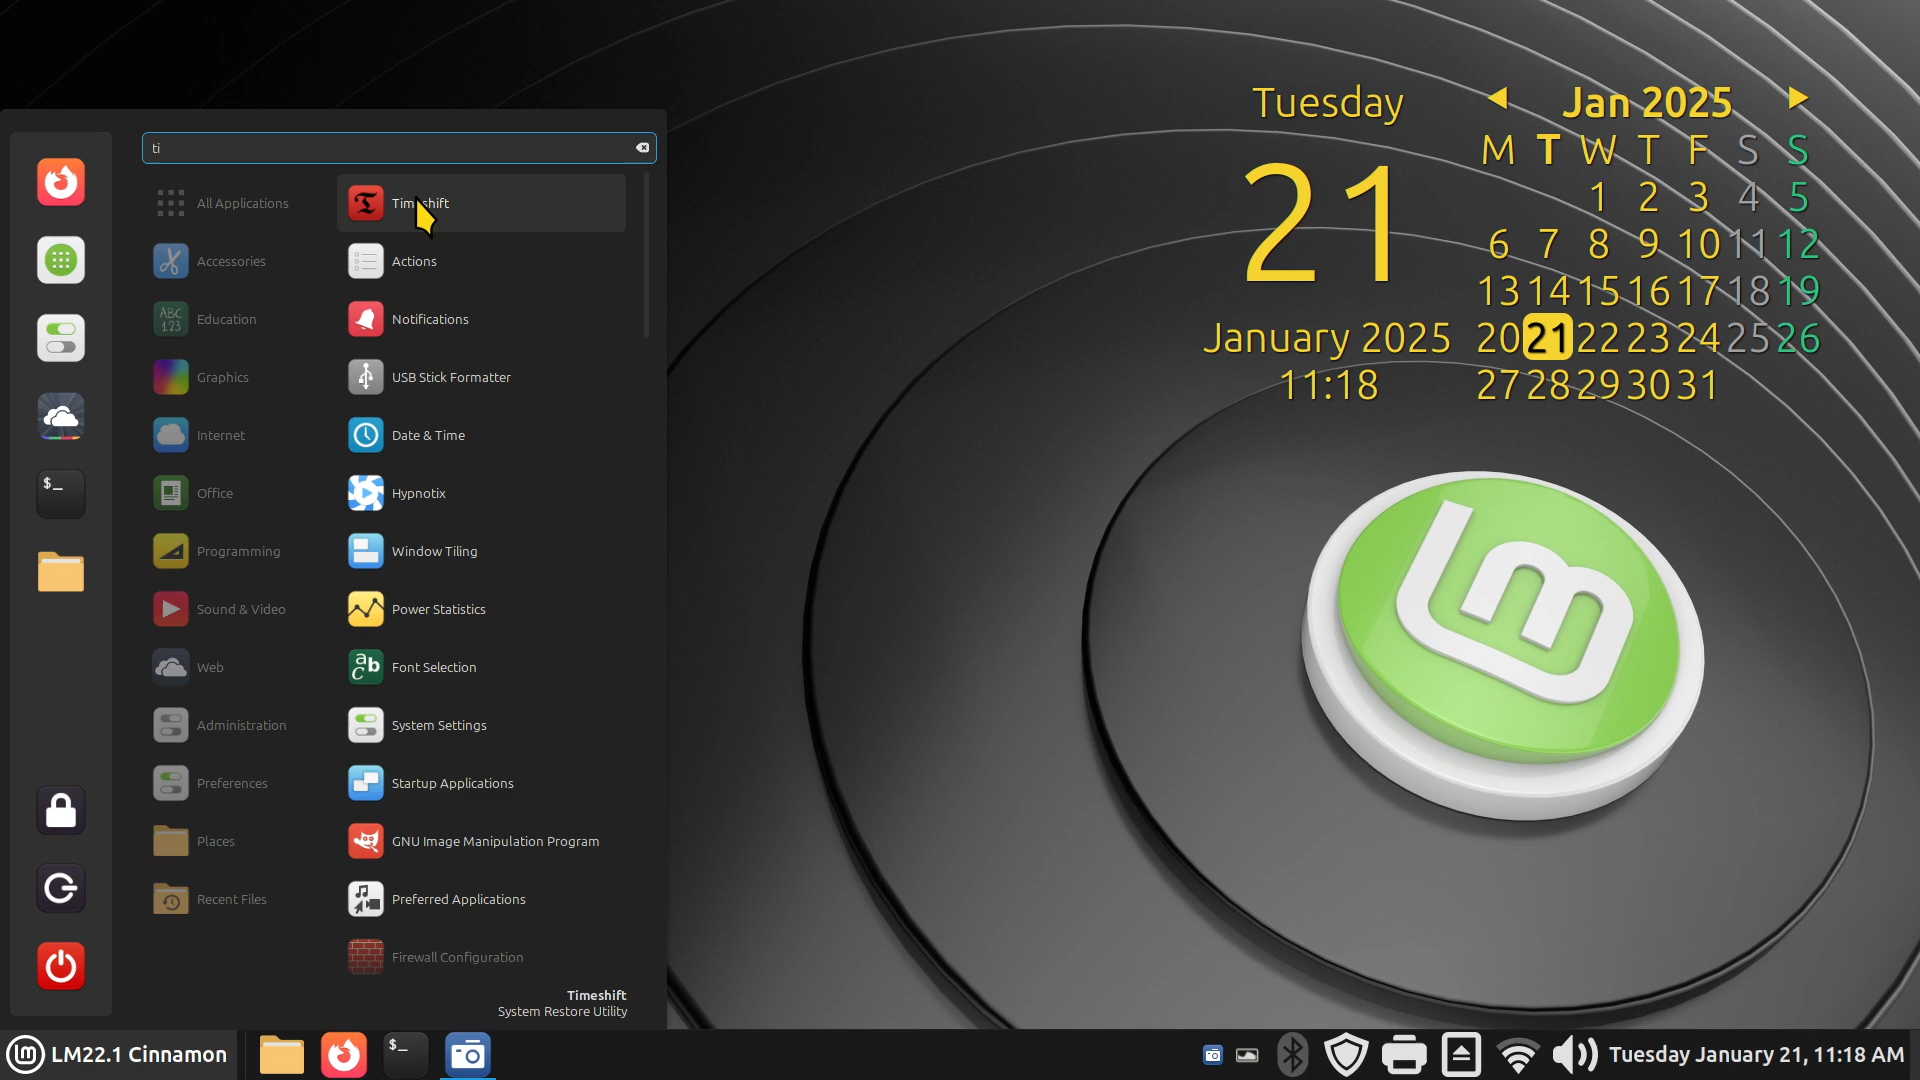 ti
All Applications
Accessories
Education
Graphics
Internet
Office
Programming
Sound & Video
Web
Administration
Preferences
Places
Recent Files
ABC
123
Timeshift
Actions
Notifications
USB Stick Formatter
Date & Time
Hypnotix
Window Tiling
Power Statistics
Font Selection
System Settings
Startup Applications
GNU Image Manipulation Program
Preferred Applications
Firewall Configuration
Timeshift
System Restore Utility
$_
a b
c
Tuesday
21
January 2025
11:18
Jan 2025
M T W T F S S
1 2 3 4 5
6 7 8 9 10 11 12
13 14 15 16 17 18 19
20 21 22 23 24 25 26
27 28 29 30 31
LM22.1 Cinnamon
$_
Tuesday January 21, 11:18 AM